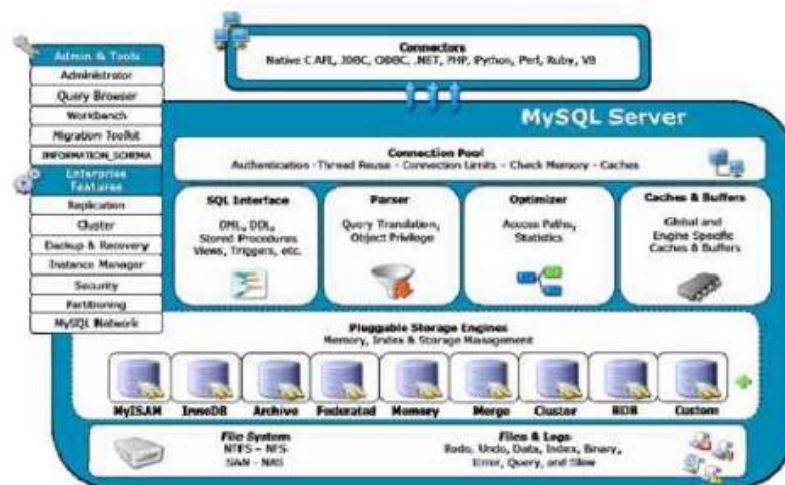 Connectors
Native C API, JDBC, ODBC, .NET, PHP, Python, Perl, Ruby, VB
Admin & Tools
Administrator
Query Browser
Workbench
Migration Toolkit
INFORMATION_SCHEMA
Enterprise
Features
Replication
Cluster
Backup & Recovery
Instance Manager
Security
Partitioning
MySQL Network
MySQL Server
Connection Pool
Authentication - Thread Reuse - Connection Limits - Check Memory - Caches
SQL Interface
DML, DDL,
Stored Procedures
Views, Triggers, etc.
Parser
Query Translation,
Object Privilege
Optimizer
Access Paths,
Statistics
Caches & Buffers
Global and
Engine Specific
Caches & Buffers
Pluggable Storage Engines
Memory, Index & Storage Management
MyISAM
InnoDB
Archive
Federated
Memory
Merge
Cluster
BDB
Custom
File System
NTFS - NFS
SAN - NAS
Files & Logs
Redo, Undo, Data, Index, Binary,
Error, Query, and Slow